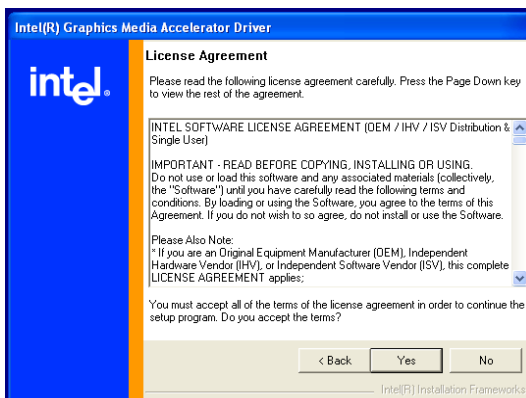 Intel(R) Graphics Media Accelerator Driver
intel.
License Agreement
Please read the following license agreement carefully. Press the Page Down key
to view the rest of the agreement.
INTEL SOFTWARE LICENSE AGREEMENT (OEM / IHV / ISV Distribution &
Single User)
IMPORTANT - READ BEFORE COPYING, INSTALLING OR USING.
Do not use or load this software and any associated materials (collectively,
the "Software") until you have carefully read the following terms and
conditions. By loading or using the Software, you agree to the terms of this
Agreement. If you do not wish to so agree, do not install or use the Software.
Please Also Note:
* If you are an Original Equipment Manufacturer (OEM), Independent
Hardware Vendor (IHV), or Independent Software Vendor (ISV), this complete
LICENSE AGREEMENT applies;
You must accept all of the terms of the license agreement in order to continue the
setup program. Do you accept the terms?
< Back
Yes
No
Intel(R) Installation Frameworks